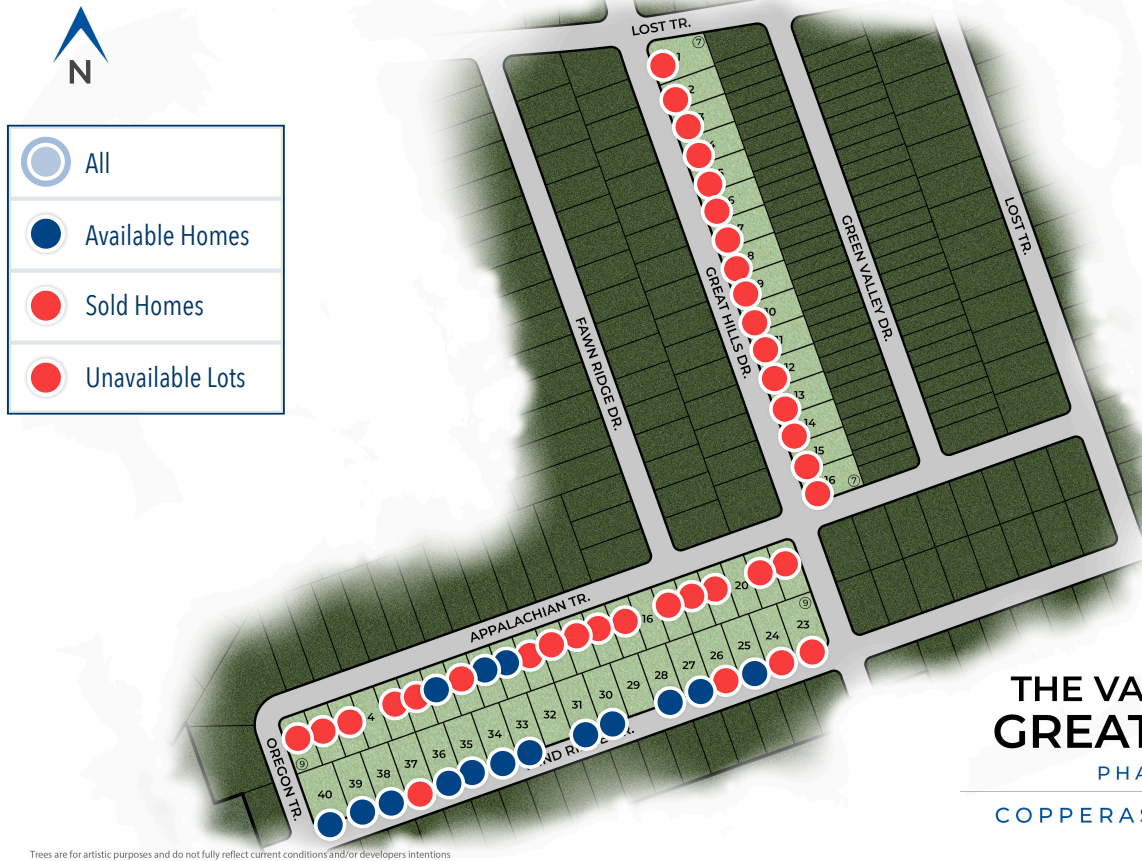 N
All
Available Homes
Sold Homes
Unavailable Lots
LOST TR.
7
1
2
4
5
6
7
8
9
10
11
12
13
14
15
16
7
FAWN RIDGE DR.
GREAT HILLS DR.
GREEN VALLEY DR.
LOST TR.
APPALACHIAN TR.
OREGON TR.
4
16
20
9
23
24
25
26
27
28
29
30
31
32
33
34
35
36
37
38
39
40
9
THE VA
GREAT
PHA
COPPERAS
Trees are for artistic purposes and do not fully reflect current conditions and/or developers intentions